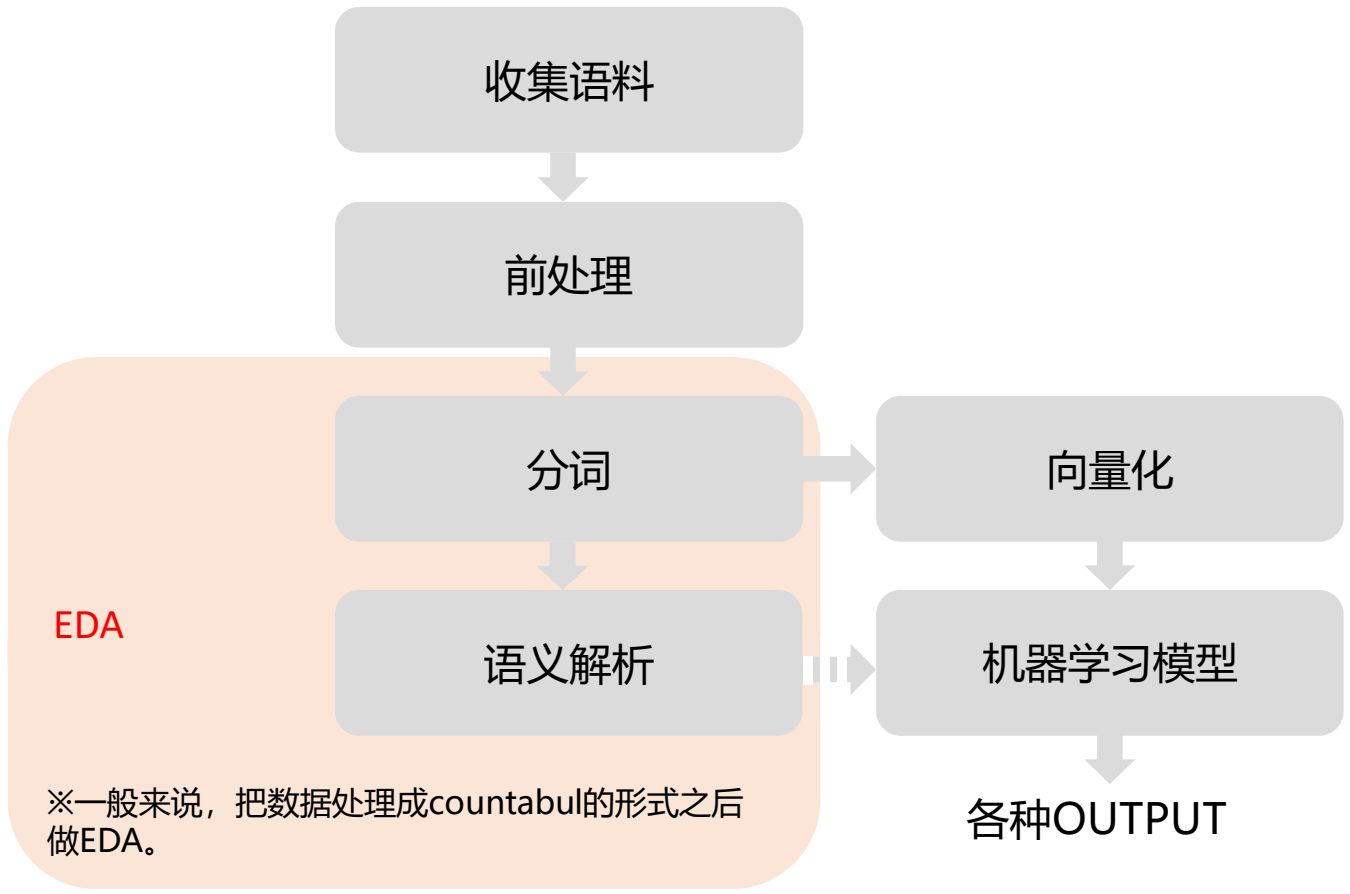 收集语料
前处理
分词
向量化
EDA
语义解析
机器学习模型
※一般来说，把数据处理成countabul的形式之后
做EDA。
各种OUTPUT